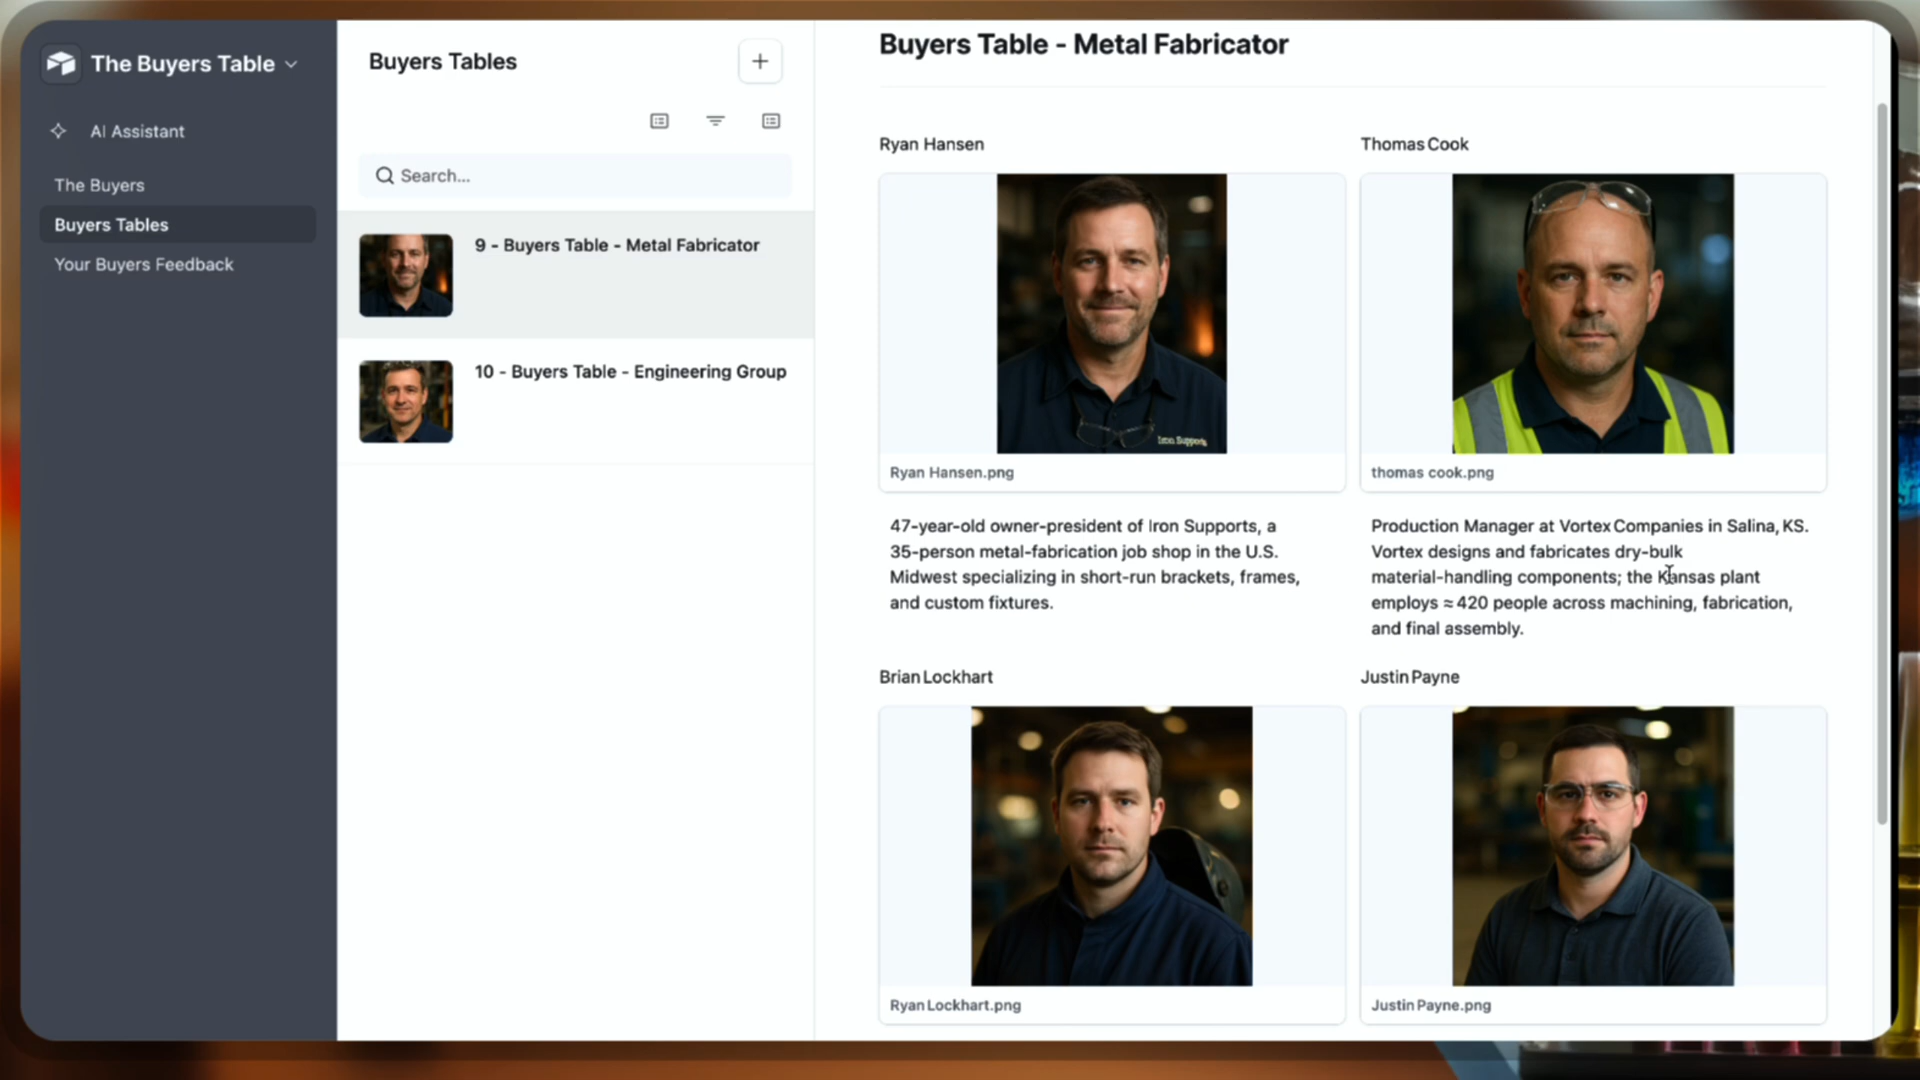 The Buyers Table
AI Assistant
The Buyers
Buyers Tables
Your Buyers Feedback
Buyers Tables
+
Search...
9 - Buyers Table - Metal Fabricator
10 - Buyers Table - Engineering Group
Buyers Table - Metal Fabricator
Ryan Hansen
Iron Supports
Ryan Hansen.png
47-year-old owner-president of Iron Supports, a
35-person metal-fabrication job shop in the U.S.
Midwest specializing in short-run brackets, frames,
and custom fixtures.
Thomas Cook
thomas cook.png
Production Manager at Vortex Companies in Salina, KS.
Vortex designs and fabricates dry-bulk
material-handling components; the Kansas plant
employs ≈ 420 people across machining, fabrication,
and final assembly.
Brian Lockhart
Ryan Lockhart.png
Justin Payne
Justin Payne.png